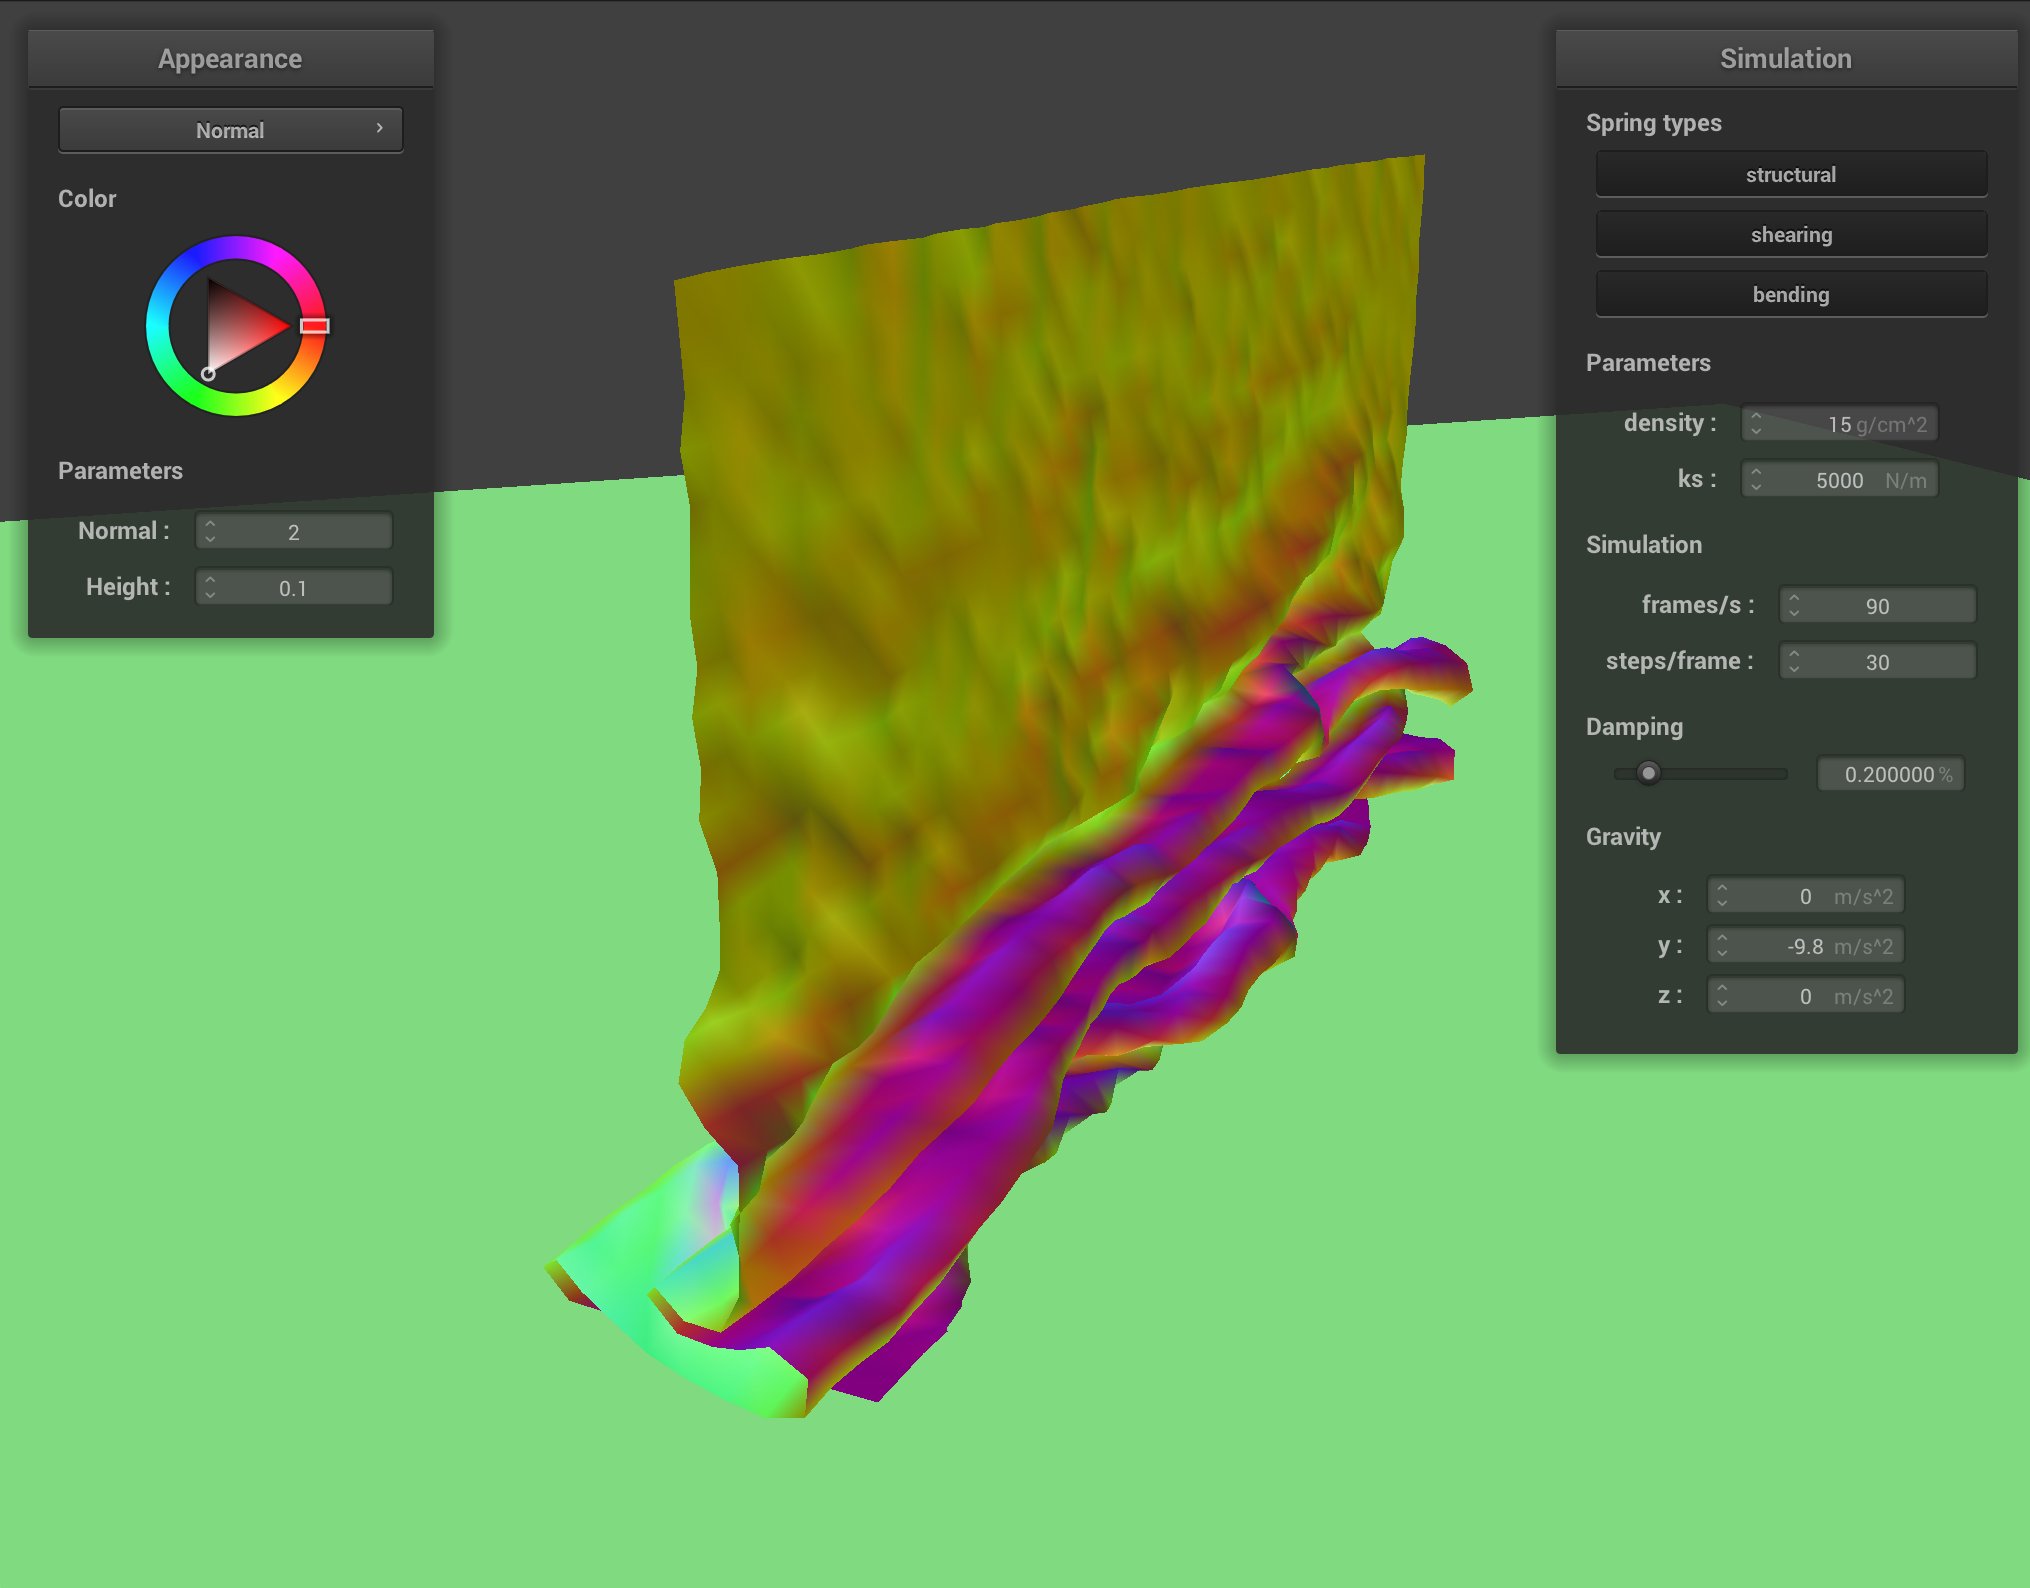 Appearance
Normal
Color
Parameters
Normal : 2
Height : 0.1
Simulation
Spring types
structural
shearing
bending
Parameters
density : 15 g/cm^2
ks : 5000 N/m
Simulation
frames/s : 90
steps/frame : 30
Damping
0.200000 %
Gravity
x : 0 m/s^2
y : -9.8 m/s^2
z : 0 m/s^2